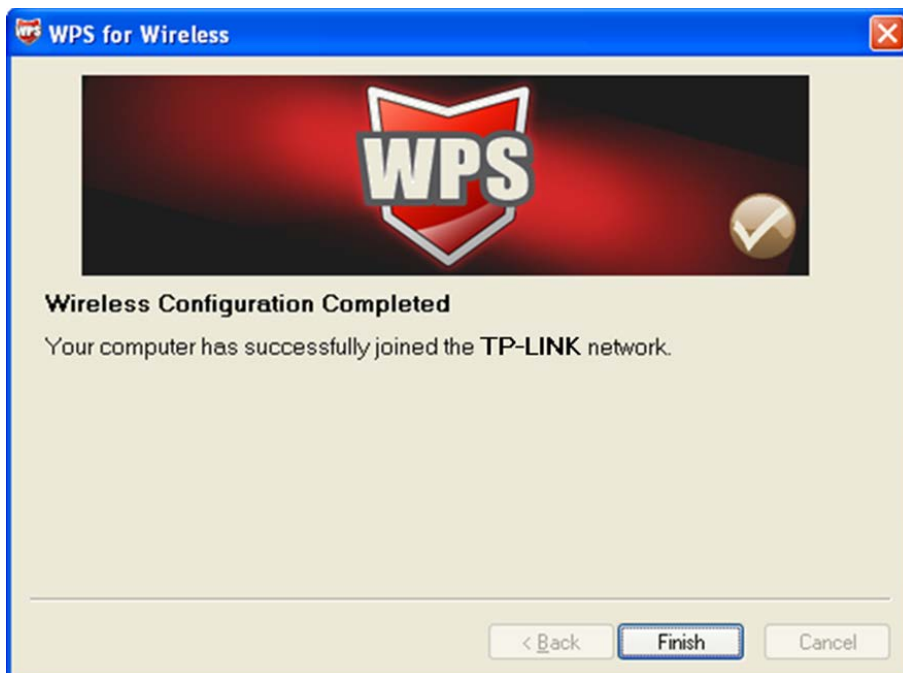 WPS for Wireless
WPS
Wireless Configuration Completed
Your computer has successfully joined the TP-LINK network.
< Back
Finish
Cancel